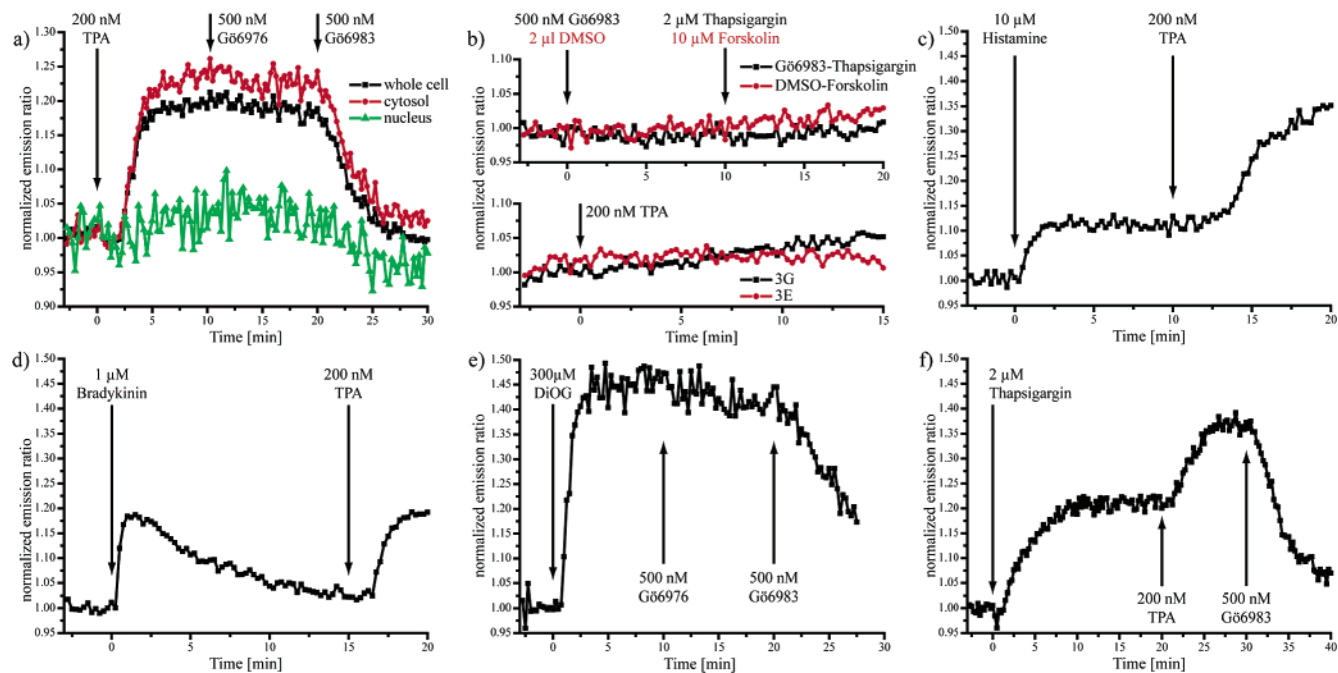 a)
200 nM
TPA
500 nM
Gö6976
500 nM
Gö6983
whole cell
cytosol
nucleus
normalized emission ratio
1.25
1.20
1.15
1.10
1.05
1.00
0.95
0.90
0 5 10 15 20 25 30
Time [min]
b)
500 nM Gö6983
2 µl DMSO
2 µM Thapsigargin
10 µM Forskolin
Gö6983-Thapsigargin
DMSO-Forskolin
normalized emission ratio
1.10
1.05
1.00
0.95
0 5 10 15 20
Time [min]
200 nM TPA
3G
3E
1.10
1.05
1.00
0.95
0 5 10 15
Time [min]
c)
10 µM
Histamine
200 nM
TPA
normalized emission ratio
1.50
1.45
1.40
1.35
1.30
1.25
1.20
1.15
1.10
1.05
1.00
0.95
0 5 10 15 20
Time [min]
d)
1 µM
Bradykinin
200 nM
TPA
normalized emission ratio
1.50
1.45
1.40
1.35
1.30
1.25
1.20
1.15
1.10
1.05
1.00
0.95
0 5 10 15 20
Time [min]
e)
300µM
DiOG
500 nM
Gö6976
500 nM
Gö6983
normalized emission ratio
1.50
1.45
1.40
1.35
1.30
1.25
1.20
1.15
1.10
1.05
1.00
0.95
0 5 10 15 20 25 30
Time [min]
f)
2 µM
Thapsigargin
200 nM
TPA
500 nM
Gö6983
normalized emission ratio
1.50
1.45
1.40
1.35
1.30
1.25
1.20
1.15
1.10
1.05
1.00
0.95
0 5 10 15 20 25 30 35 40
Time [min]